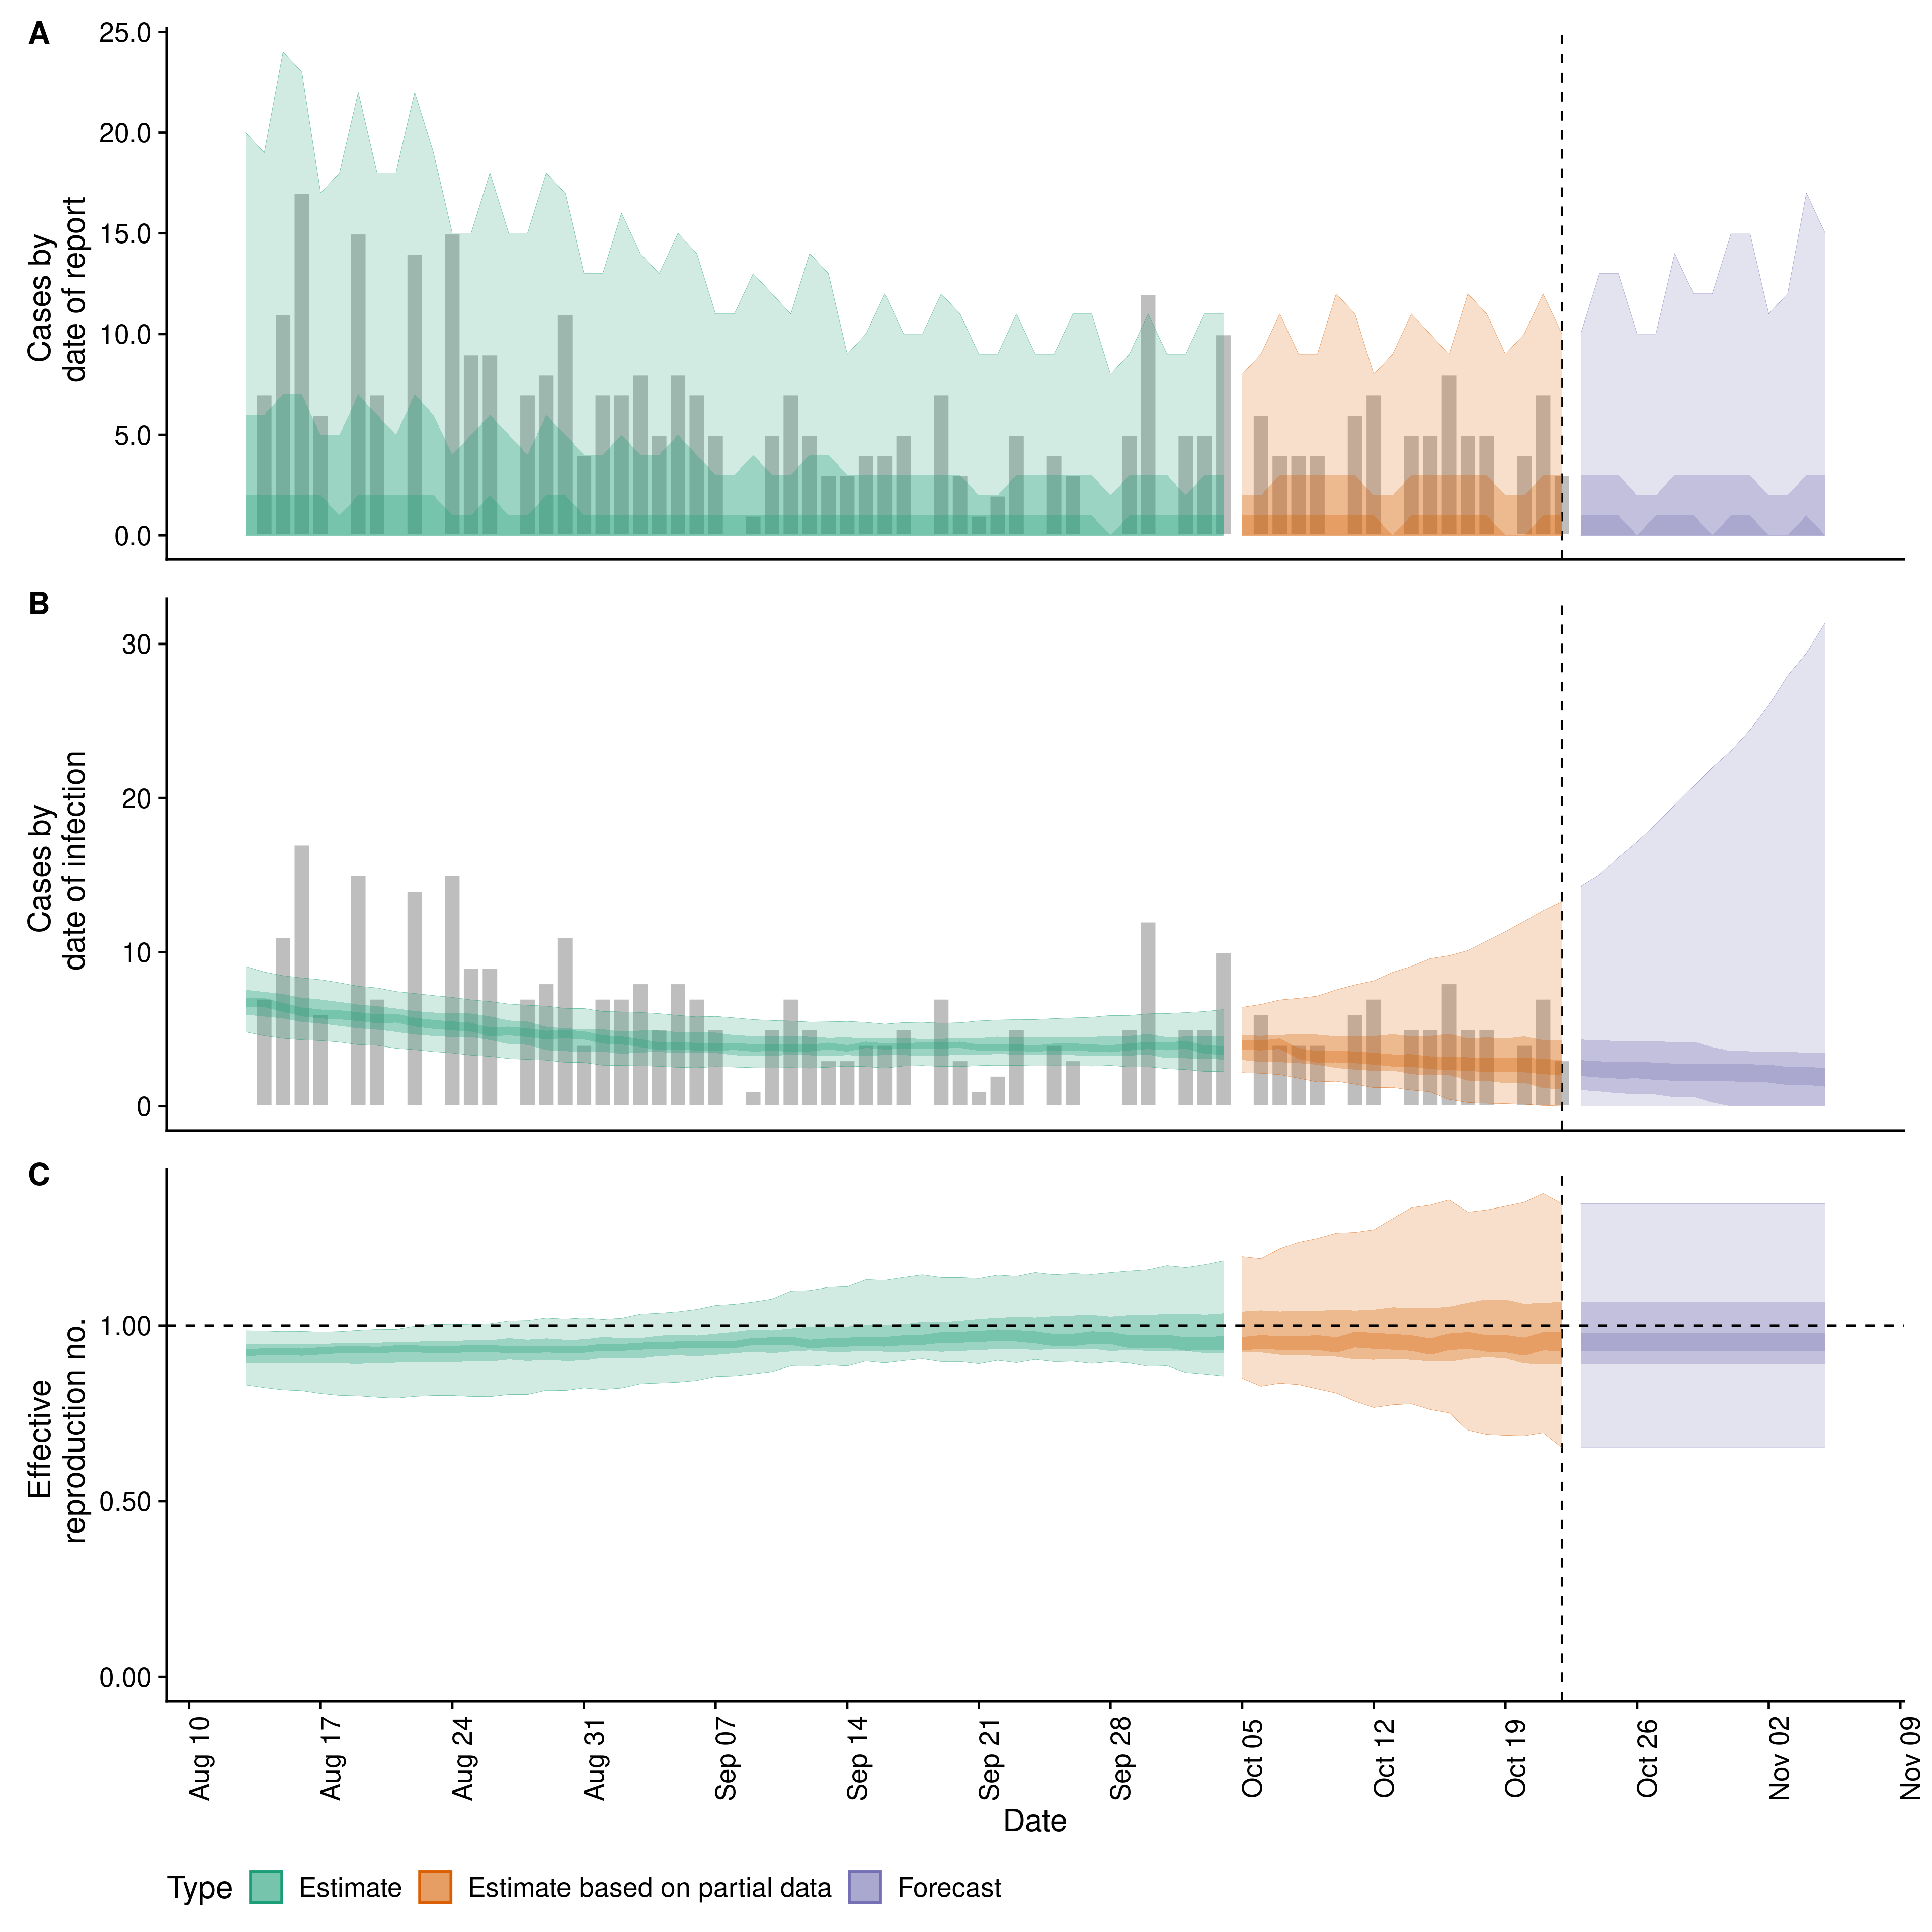 A
Cases by
date of report
25.0
20.0
15.0
10.0
5.0
0.0
B
Cases by
date of infection
30
20
10
0
C
Effective
reproduction no.
1.00
0.50
0.00
Aug 10
Aug 17
Aug 24
Aug 31
Sep 07
Sep 14
Sep 21
Sep 28
Oct 05
Oct 12
Oct 19
Oct 26
Nov 02
Nov 09
Date
Type Estimate Estimate based on partial data Forecast